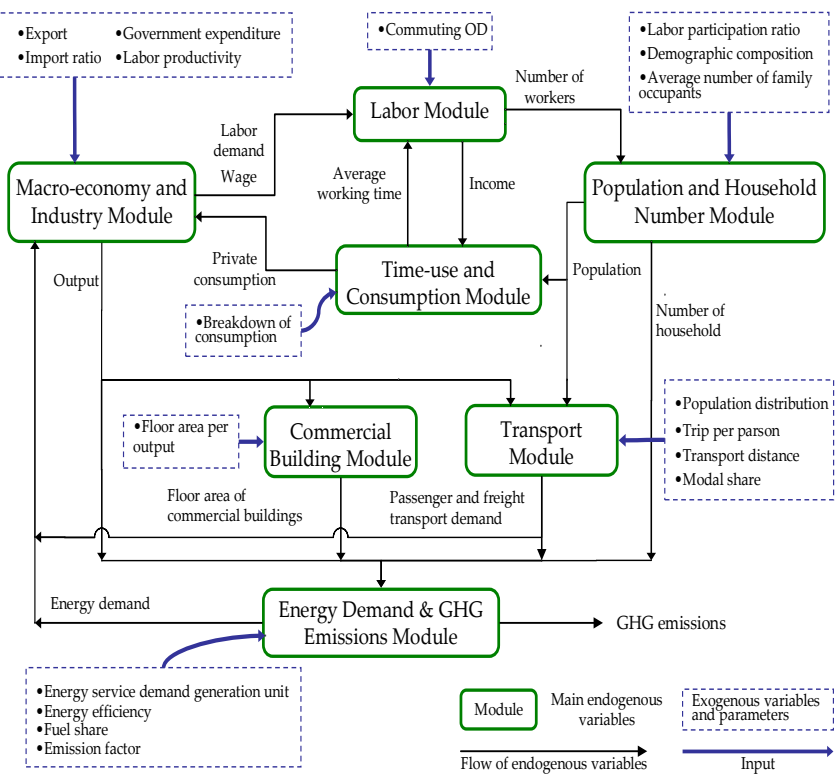 •Export
•Government expenditure
•Import ratio
•Labor productivity
•Commuting OD
•Labor participation ratio
•Demographic composition
•Average number of family
occupants
Number of
workers
Labor Module
Labor
demand
Wage
Average
working time
Income
Macro-economy and
Industry Module
Population and Household
Number Module
Output
Private
consumption
Time-use and
Consumption Module
Population
Number of
household
•Breakdown of
consumption
•Floor area per
output
Commercial
Building Module
Transport
Module
•Population distribution
•Trip per parson
•Transport distance
•Modal share
Floor area of
commercial buildings
Passenger and freight
transport demand
Energy demand
Energy Demand & GHG
Emissions Module
GHG emissions
•Energy service demand generation unit
•Energy efficiency
•Fuel share
•Emission factor
Module
Main endogenous
variables
Exogenous variables
and parameters
Flow of endogenous variables
Input